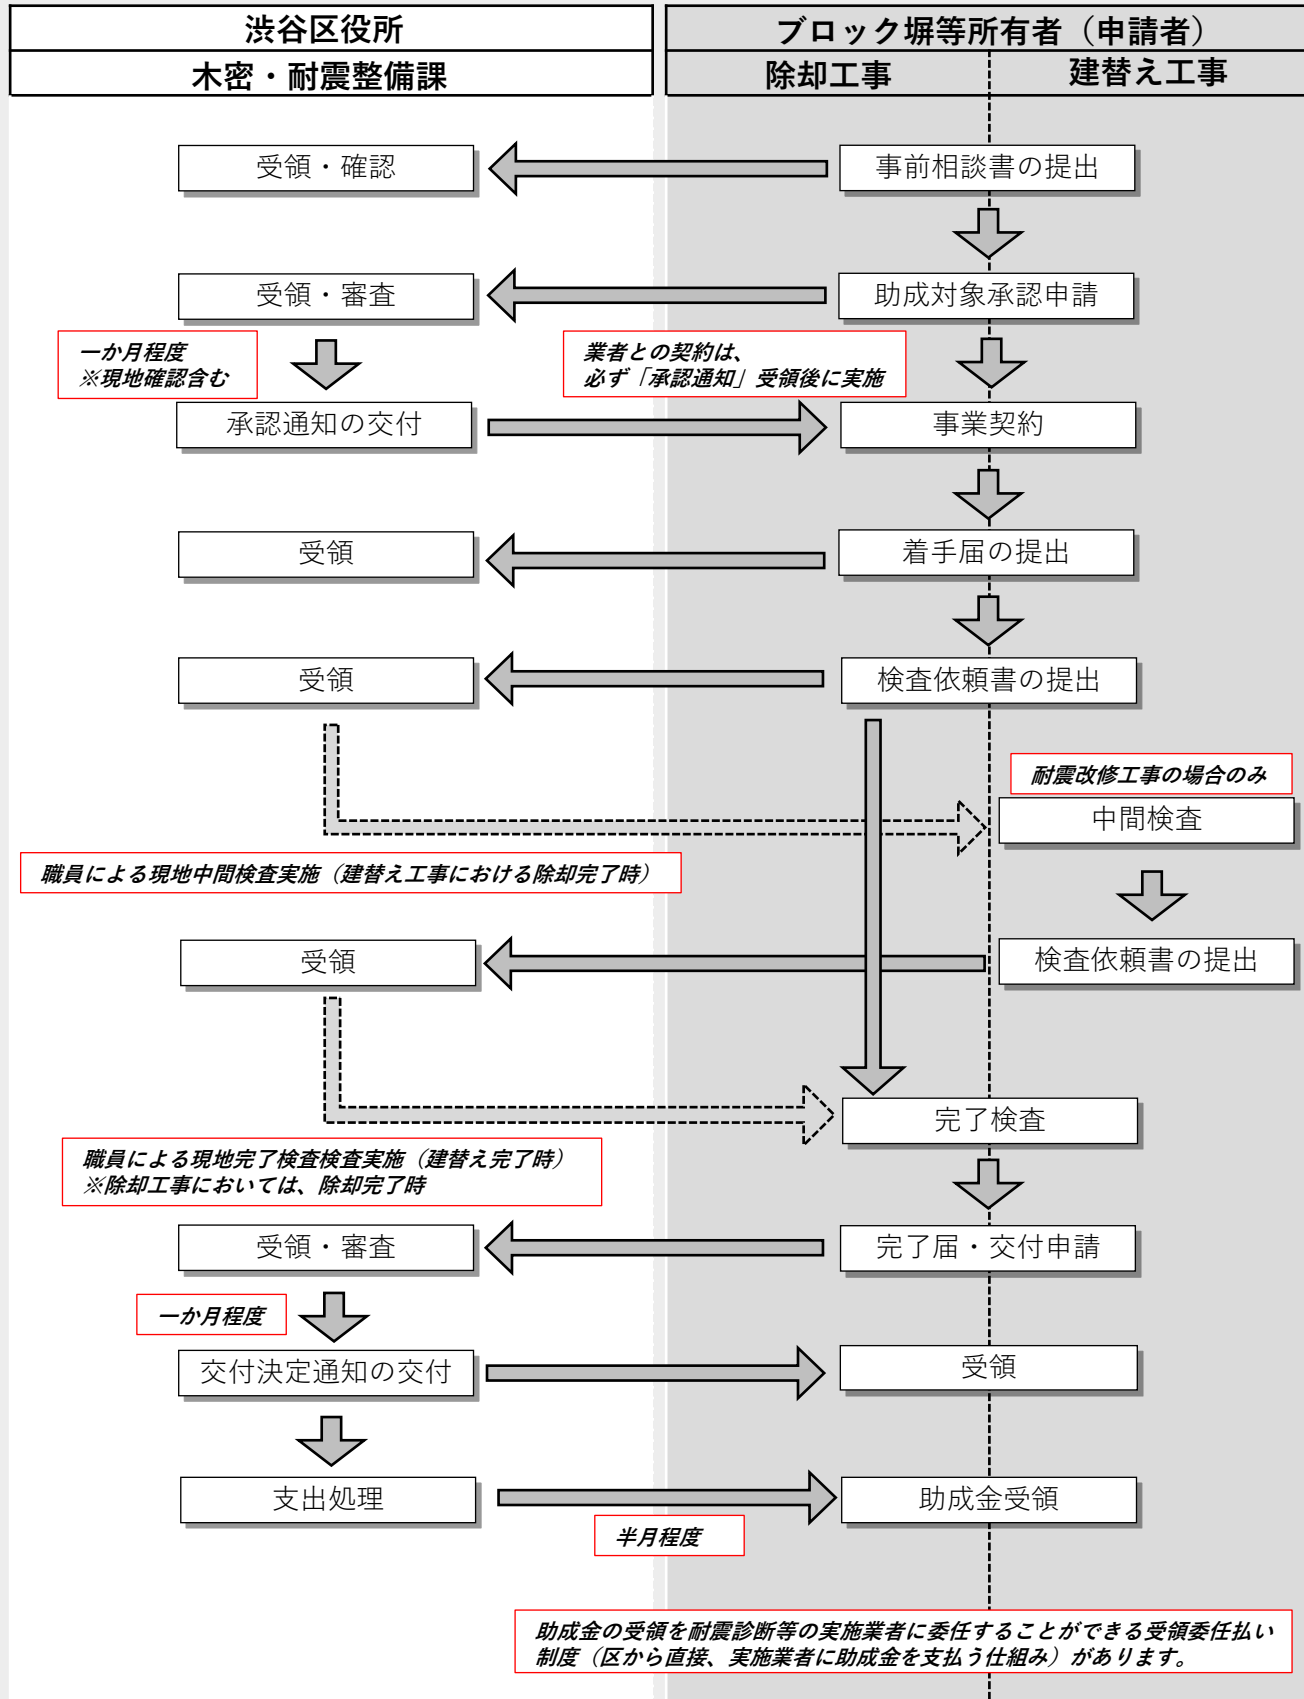 渋谷区役所
ブロック塀等所有者（申請者）
木密・耐震整備課
除却工事
建替え工事
受領・確認
事前相談書の提出
受領・審査
助成対象承認申請
一か月程度
※現地確認含む
業者との契約は、
必ず「承認通知」受領後に実施
承認通知の交付
事業契約
受領
着手届の提出
受領
検査依頼書の提出
耐震改修工事の場合のみ
中間検査
職員による現地中間検査実施（建替え工事における除却完了時）
受領
検査依頼書の提出
完了検査
職員による現地完了検査検査実施（建替え完了時）
※除却工事においては、除却完了時
受領・審査
完了届・交付申請
一か月程度
交付決定通知の交付
受領
支出処理
助成金受領
半月程度
助成金の受領を耐震診断等の実施業者に委任することができる受領委任払い
制度（区から直接、実施業者に助成金を支払う仕組み）があります。